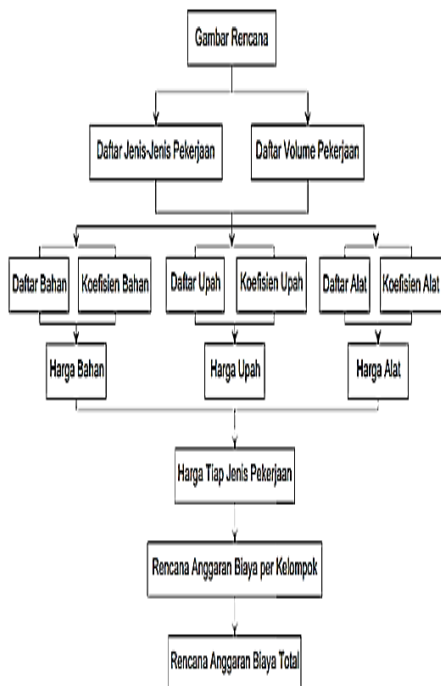 Gambar Rencana
Daftar Jenis-Jenis Pekerjaan
Daftar Volume Pekerjaan
Daftar Bahan
Koefisien Bahan
Daftar Upah
Koefisien Upah
Daftar Alat
Koefisien Alat
Harga Bahan
Harga Upah
Harga Alat
Harga Tiap Jenis Pekerjaan
Rencana Anggaran Biaya per Kelompok
Rencana Anggaran Biaya Total